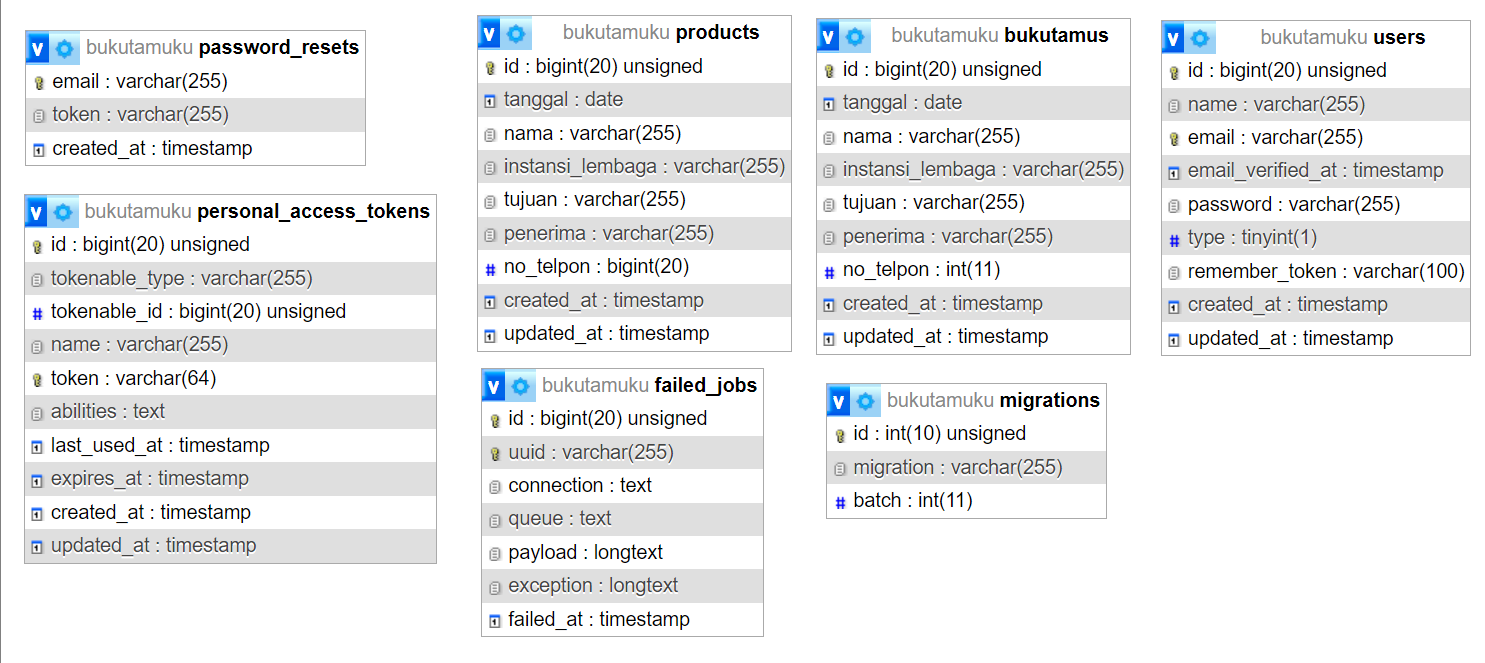 bukutamuku password_resets
email : varchar(255)
token : varchar(255)
created_at : timestamp
bukutamuku personal_access_tokens
id : bigint(20) unsigned
tokenable_type : varchar(255)
tokenable_id : bigint(20) unsigned
name : varchar(255)
token : varchar(64)
abilities : text
last_used_at : timestamp
expires_at : timestamp
created_at : timestamp
updated_at : timestamp
bukutamuku products
id : bigint(20) unsigned
tanggal : date
nama : varchar(255)
instansi_lembaga : varchar(255)
tujuan : varchar(255)
penerima : varchar(255)
no_telpon : bigint(20)
created_at : timestamp
updated_at : timestamp
bukutamuku failed_jobs
id : bigint(20) unsigned
uuid : varchar(255)
connection : text
queue : text
payload : longtext
exception : longtext
failed_at : timestamp
bukutamuku bukutamus
id : bigint(20) unsigned
tanggal : date
nama : varchar(255)
instansi_lembaga : varchar(255)
tujuan : varchar(255)
penerima : varchar(255)
no_telpon : int(11)
created_at : timestamp
updated_at : timestamp
bukutamuku migrations
id : int(10) unsigned
migration : varchar(255)
batch : int(11)
bukutamuku users
id : bigint(20) unsigned
name : varchar(255)
email : varchar(255)
email_verified_at : timestamp
password : varchar(255)
type : tinyint(1)
remember_token : varchar(100)
created_at : timestamp
updated_at : timestamp